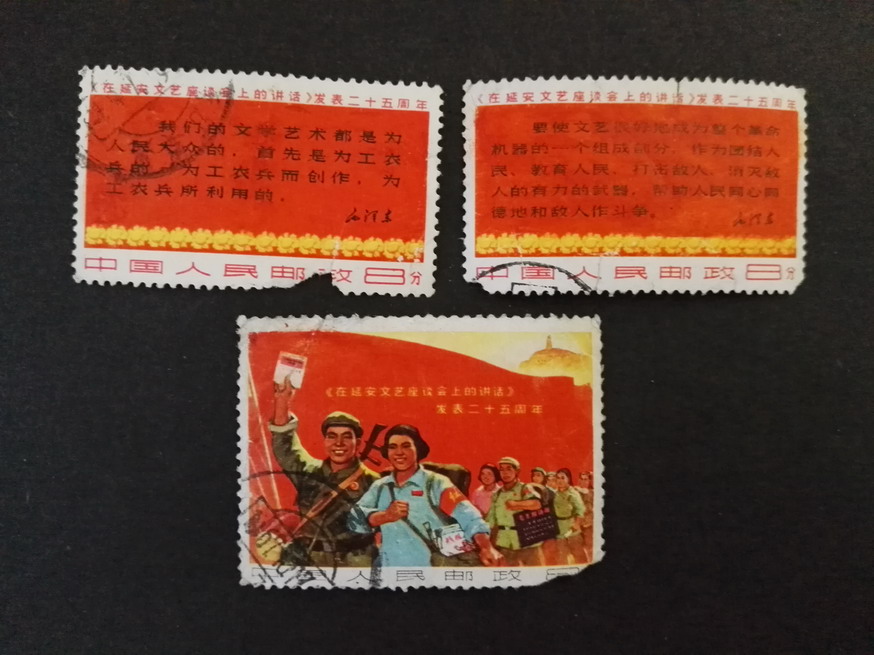 《在延安文艺座谈会上的讲话》发表二十五周年
我们的文学艺术都是为
人民大众的，首先是为工农
兵的，为工农兵而创作，为
工农兵所利用的。
毛泽东
中国人民邮政8分
《在延安文艺座谈会上的讲话》发表二十五周年
要使文艺很好地成为整个革命
机器的一个组成部分，作为团结人
民、教育人民、打击敌人、消灭敌
人的有力的武器，帮助人民同心同
德地和敌人作斗争。
毛泽东
中国人民邮政8分
《在延安文艺座谈会上的讲话》
发表二十五周年
中国人民邮政8